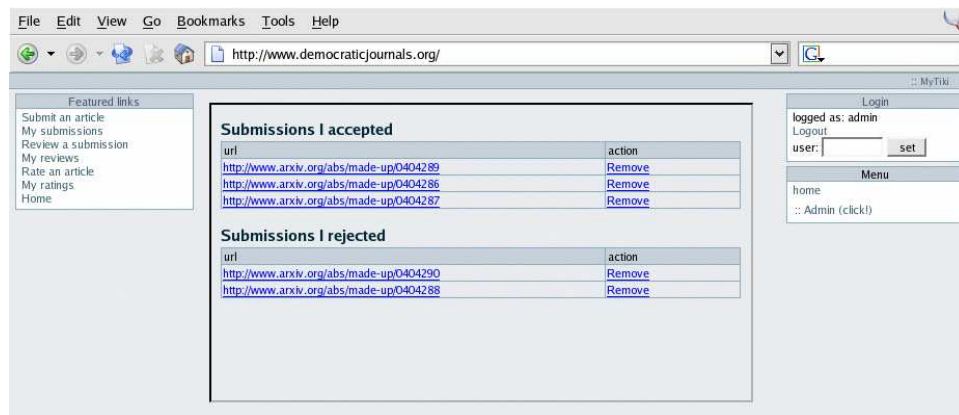 File Edit View Go Bookmarks Tools Help
http://www.democraticjournals.org/
G
:: MyTiki
Featured links
Submit an article
My submissions
Review a submission
My reviews
Rate an article
My ratings
Home
Submissions I accepted
url action
http://www.arxiv.org/abs/made-up/0404289 Remove
http://www.arxiv.org/abs/made-up/0404286 Remove
http://www.arxiv.org/abs/made-up/0404287 Remove
Submissions I rejected
url action
http://www.arxiv.org/abs/made-up/0404290 Remove
http://www.arxiv.org/abs/made-up/0404288 Remove
Login
logged as: admin
Logout
user: set
Menu
home
:: Admin (click!)